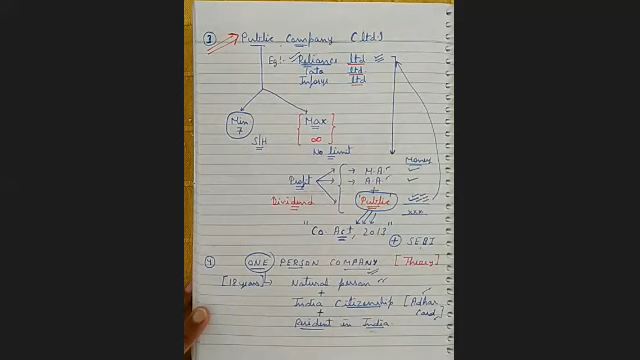 3 Public Company (ltd)
Eg:- Reliance ltd
Tata ltd
Infosys ltd
Min 7 S/H
Max ∞
No limit
Money
Profit → M.A
→ A.A
+
Dividend "Public"
xxx
"Co. Act, 2013"
+ SEBI
4 ONE PERSON COMPANY [Theory]
[18 years] → Natural person
+
India Citizenship [Adhar Card]
+
Resident in India